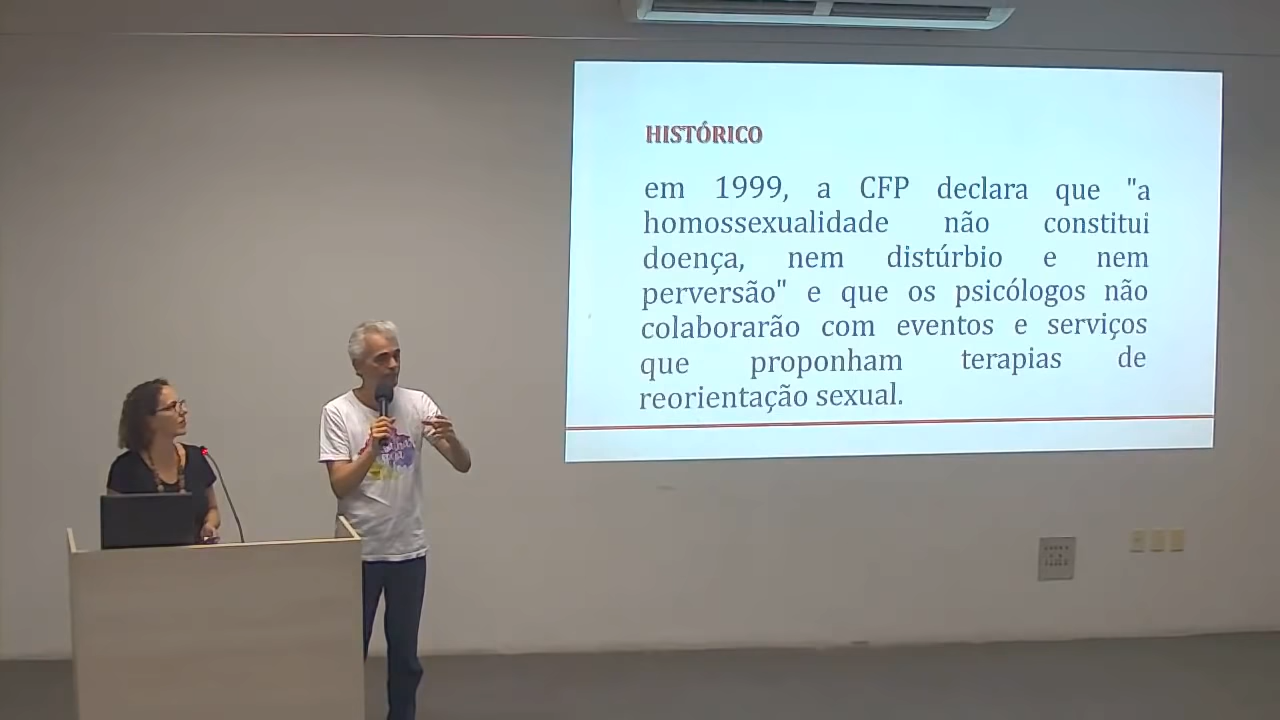 HISTÓRICO
em 1999, a CFP declara que "a
homossexualidade não constitui
doença, nem distúrbio e nem
perversão" e que os psicólogos não
colaborarão com eventos e serviços
que proponham terapias de
reorientação sexual.